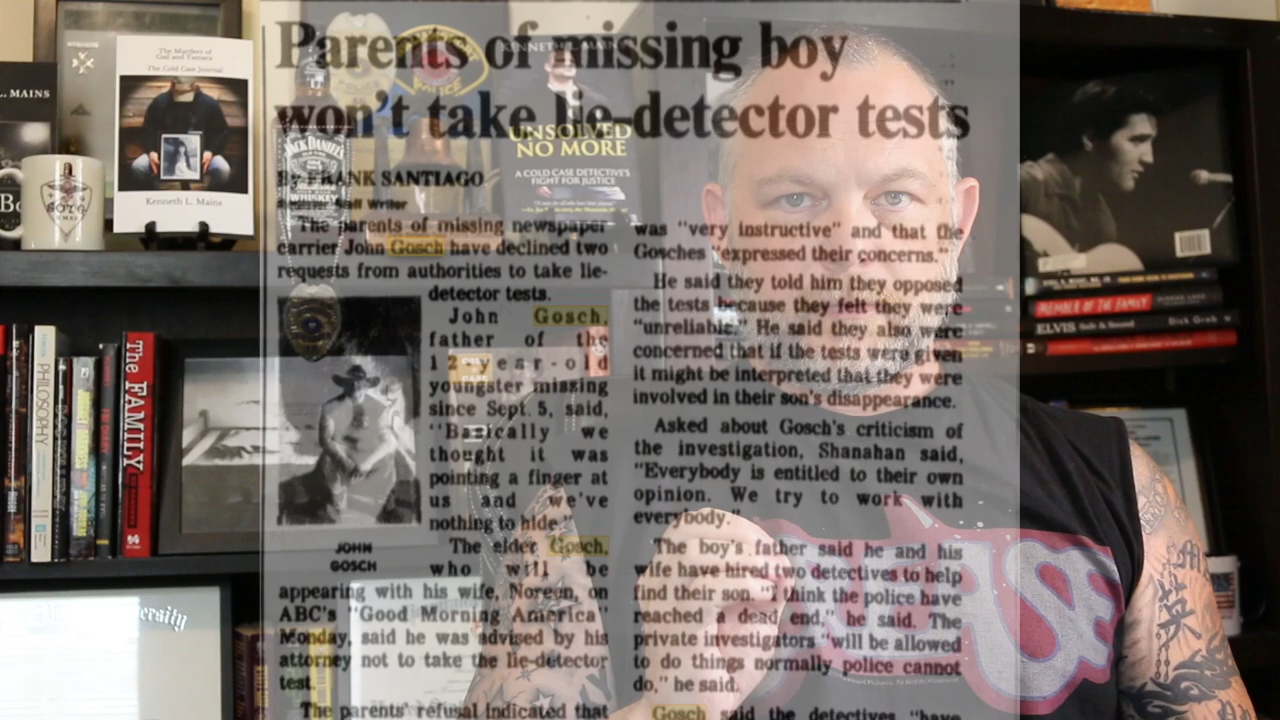 Parents of missing boy
won't take lie-detector tests
By FRANK SANTIAGO
Staff Writer
The parents of missing newspaper
carrier John Gosch have declined two
requests from authorities to take lie-
detector tests.
John Gosch,
father of the
12-year-old
youngster missing
since Sept. 5, said,
"Basically we
thought it was
pointing a finger at
us and we've
nothing to hide."
JOHN
GOSCH
The elder Gosch,
who will be
appearing with his wife, Noreen, on
ABC's "Good Morning America"
Monday, said he was advised by his
attorney not to take the lie-detector
test.
The parents' refusal indicated that
was "very instructive" and that the
Gosches "expressed their concerns."
He said they told him they opposed
the tests because they felt they were
"unreliable." He said they also were
concerned that if the tests were given
it might be interpreted that they were
involved in their son's disappearance.
Asked about Gosch's criticism of
the investigation, Shanahan said,
"Everybody is entitled to their own
opinion. We try to work with
everybody."
The boy's father said he and his
wife have hired two detectives to help
find their son. "I think the police have
reached a dead end," he said. The
private investigators "will be allowed
to do things normally police cannot
do," he said.
Gosch said the detectives "have
The Murders of
Gail and Tamara
The Cold Case Journal
Kenneth L. Mains
L. MAINS
KENNETH L. MAINS
UNSOLVED
NO MORE
A COLD CASE DETECTIVE'S
FIGHT FOR JUSTICE
POLICE
JACK DANIEL'S
WHISKEY
PHILOSOPHY
The FAMILY
MEMBER OF THE FAMILY
ELVIS